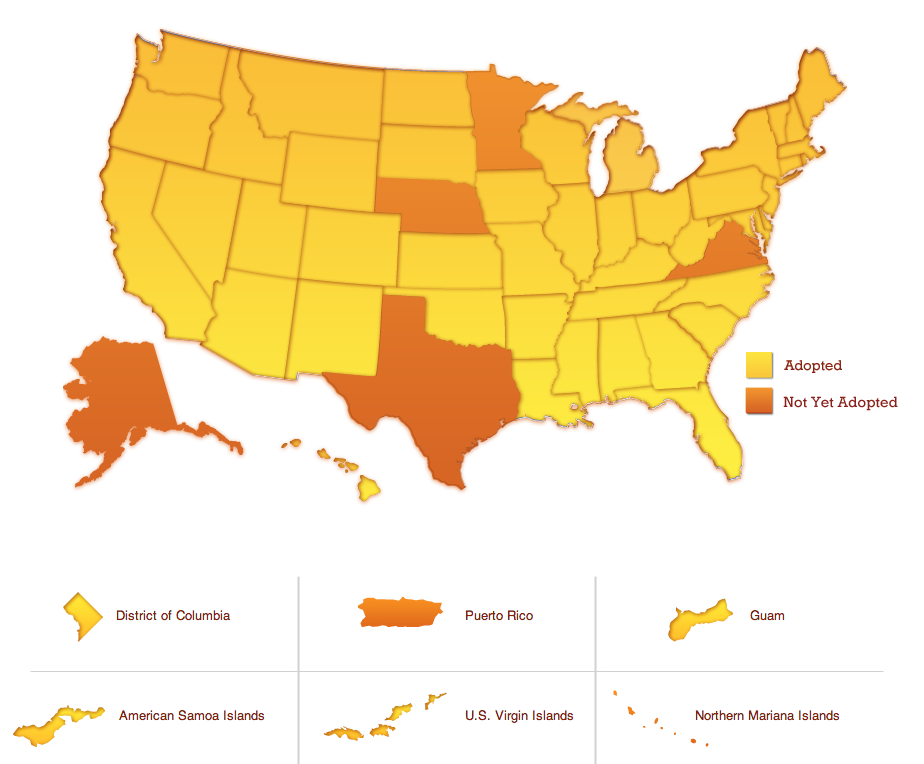 Adopted
Not Yet Adopted
District of Columbia
Puerto Rico
Guam
American Samoa Islands
U.S. Virgin Islands
Northern Mariana Islands